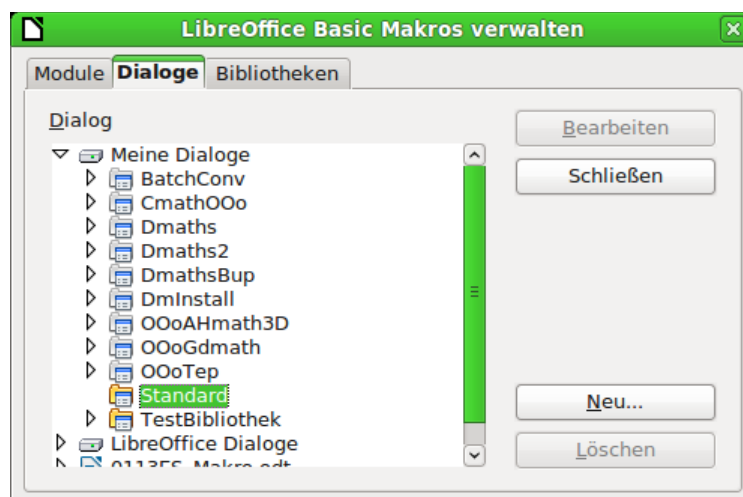 LibreOffice Basic Makros verwalten
Module Dialoge Bibliotheken
Dialog
Meine Dialoge
BatchConv
CmathOOo
Dmaths
Dmaths2
DmathsBup
DmInstall
OOoAHmath3D
OOoGdmath
OOoTep
Standard
TestBibliothek
LibreOffice Dialoge
Bearbeiten
Schließen
Neu...
Löschen